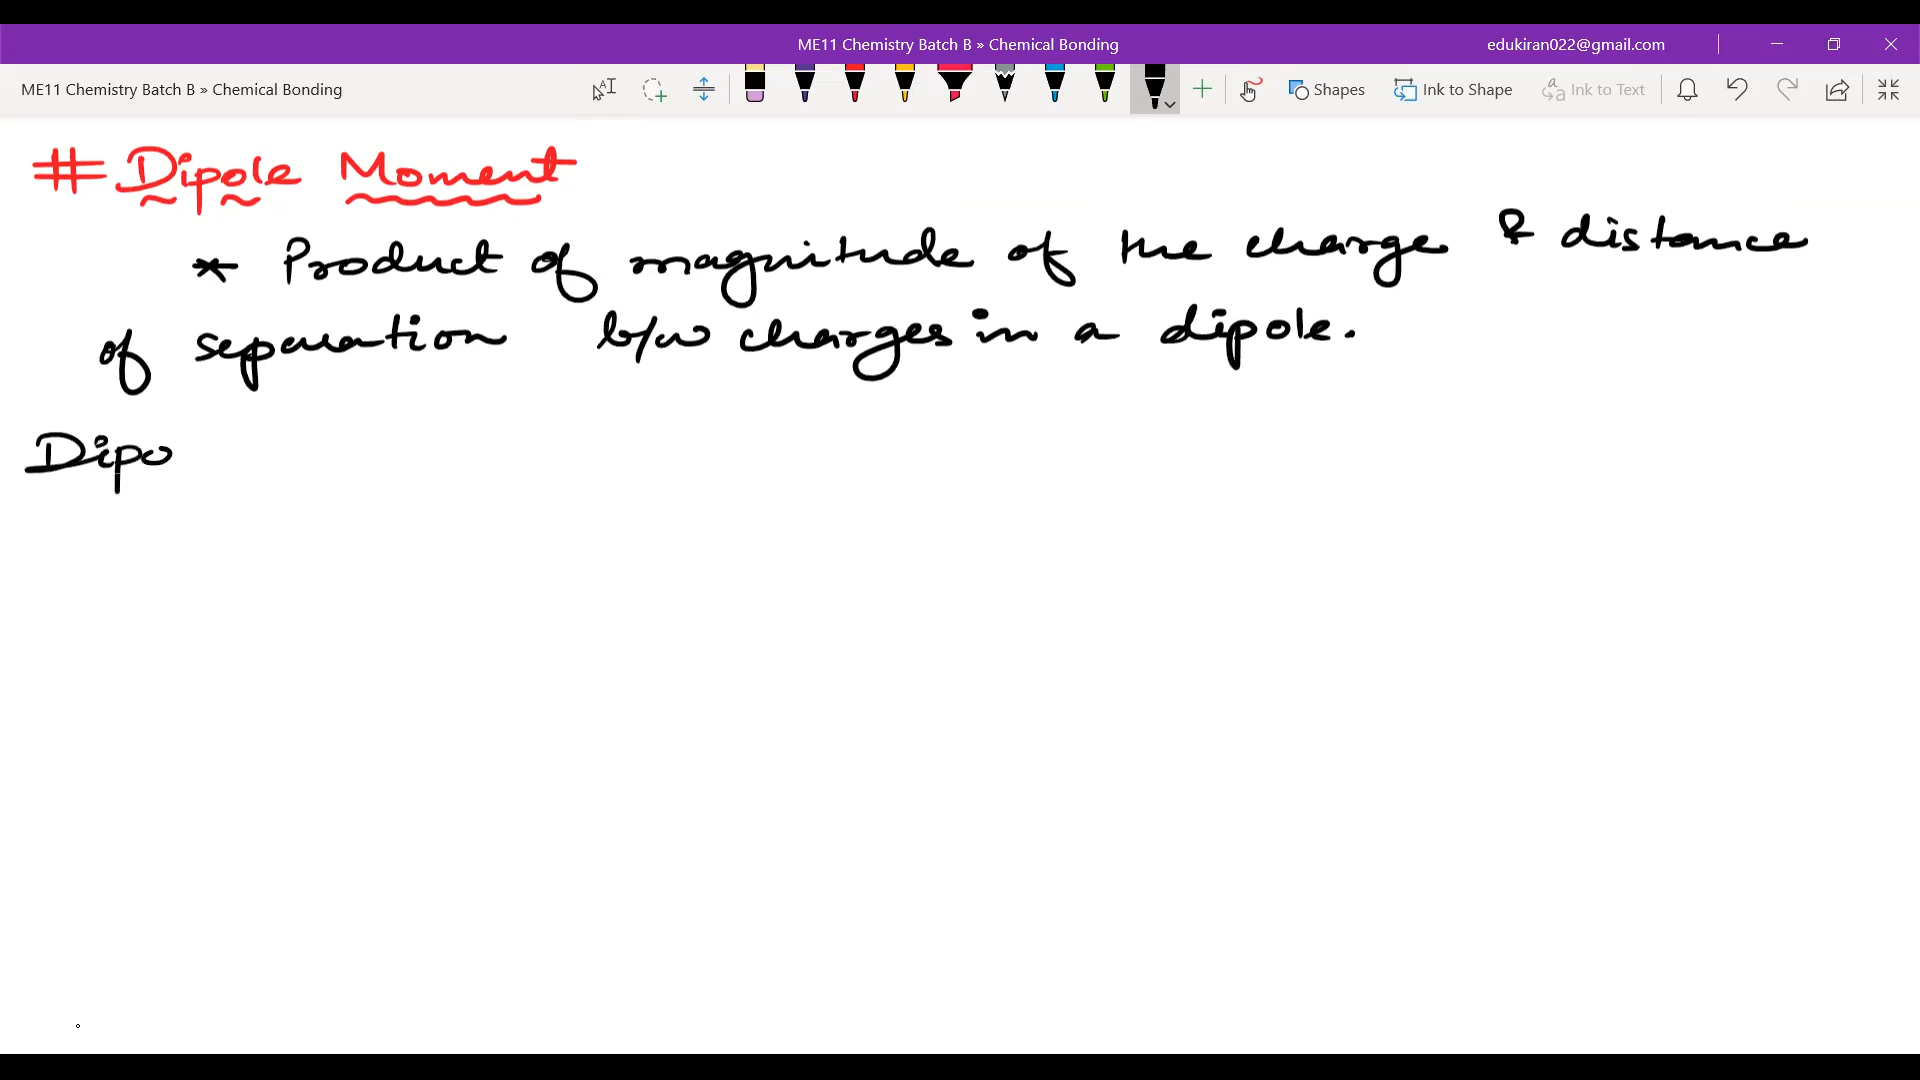 ME11 Chemistry Batch B » Chemical Bonding
edukiran022@gmail.com
ME11 Chemistry Batch B » Chemical Bonding
Shapes
Ink to Shape
Ink to Text
# Dipole Moment
* Product of magnitude of the charge & distance
of separation b/w charges in a dipole.
Dipo